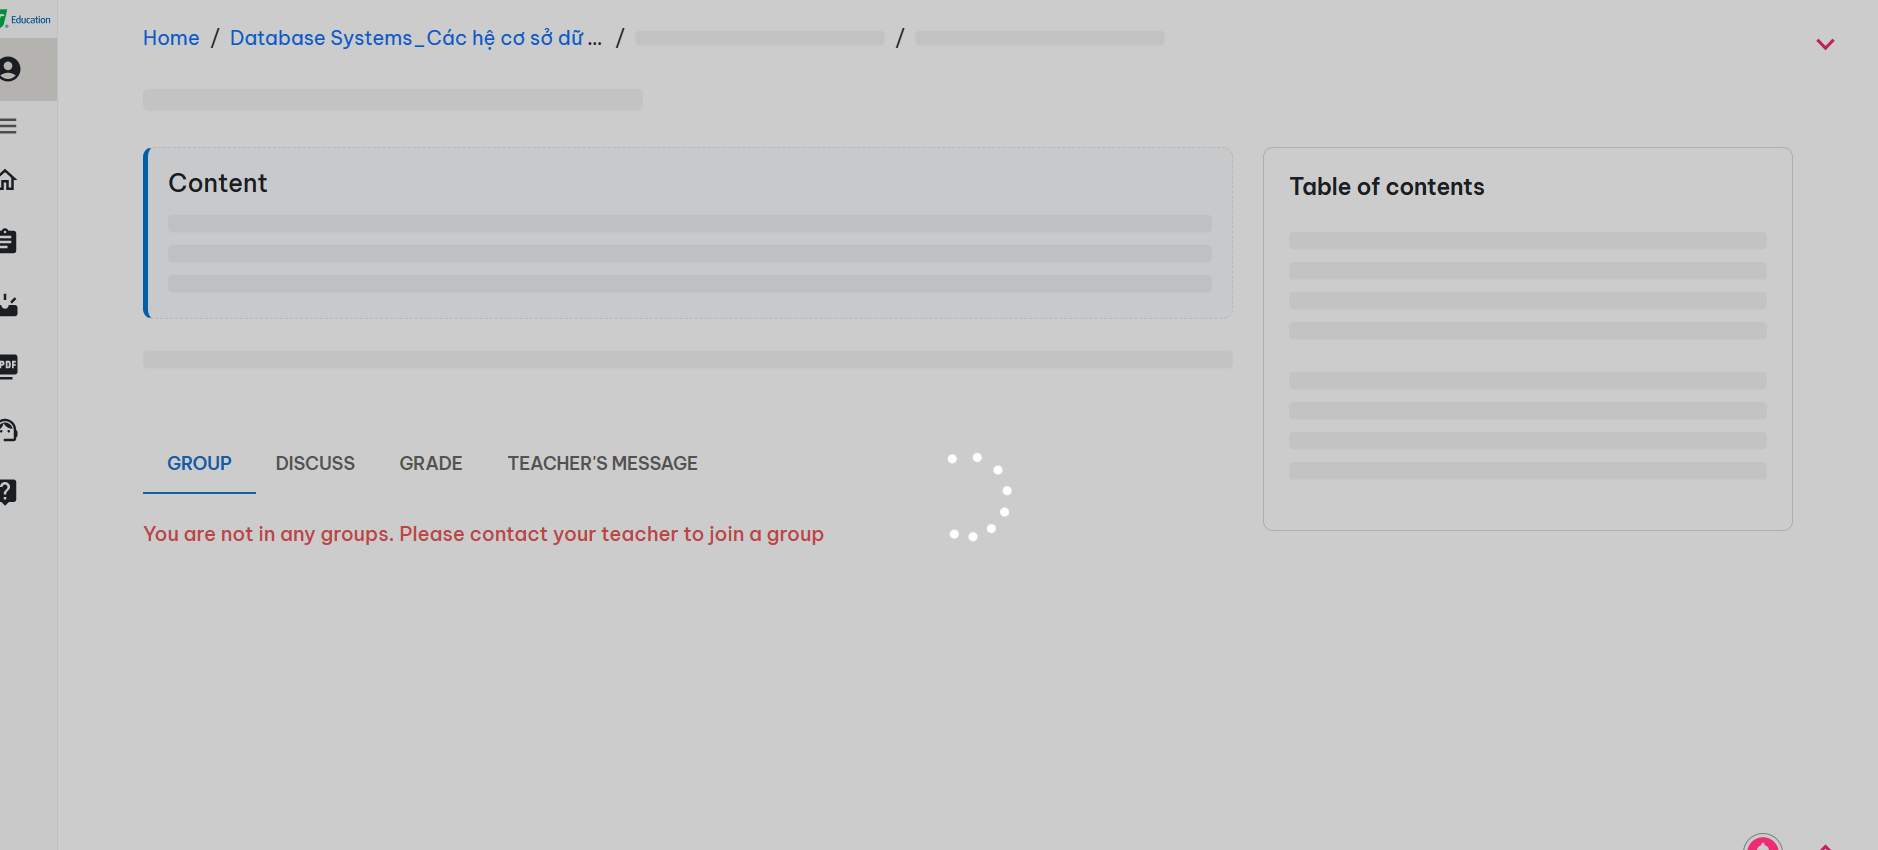 Education
Home / Database Systems_Các hệ cơ sở dữ ... / /
Content
Table of contents
PDF
GROUP DISCUSS GRADE TEACHER'S MESSAGE
You are not in any groups. Please contact your teacher to join a group